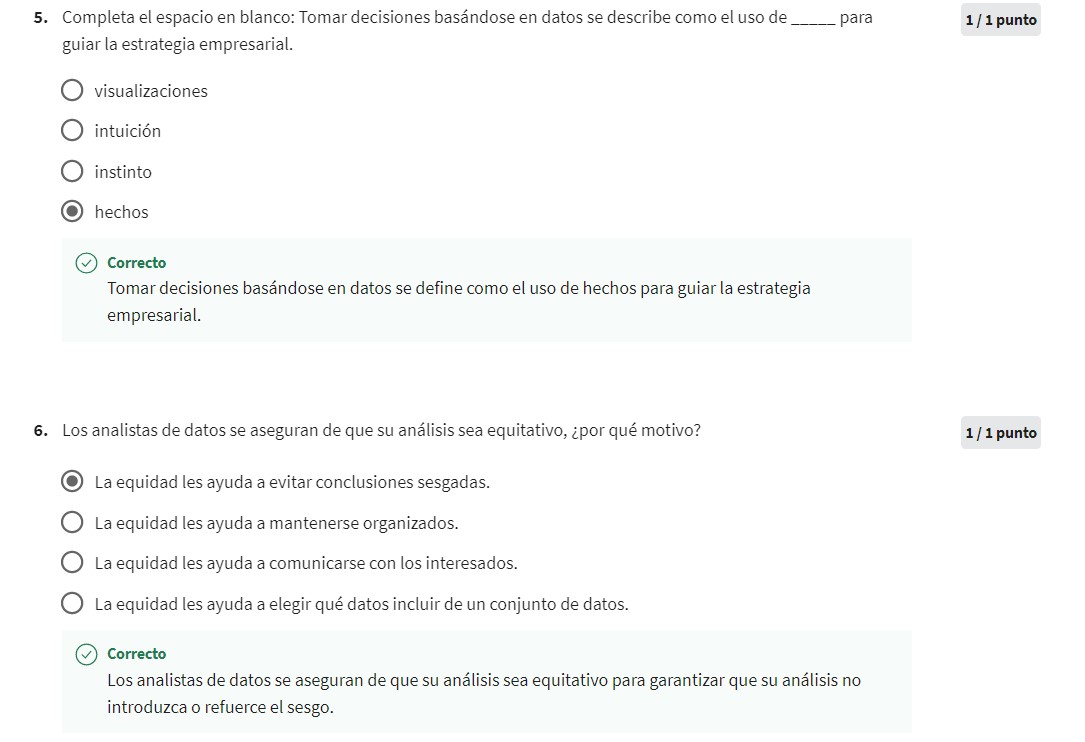 5. Completa el espacio en blanco: Tomar decisiones basándose en datos se describe como el uso de _____ para
guiar la estrategia empresarial.
1 / 1 punto
visualizaciones
intuición
instinto
hechos
Correcto
Tomar decisiones basándose en datos se define como el uso de hechos para guiar la estrategia
empresarial.
6. Los analistas de datos se aseguran de que su análisis sea equitativo, ¿por qué motivo?
1 / 1 punto
La equidad les ayuda a evitar conclusiones sesgadas.
La equidad les ayuda a mantenerse organizados.
La equidad les ayuda a comunicarse con los interesados.
La equidad les ayuda a elegir qué datos incluir de un conjunto de datos.
Correcto
Los analistas de datos se aseguran de que su análisis sea equitativo para garantizar que su análisis no
introduzca o refuerce el sesgo.